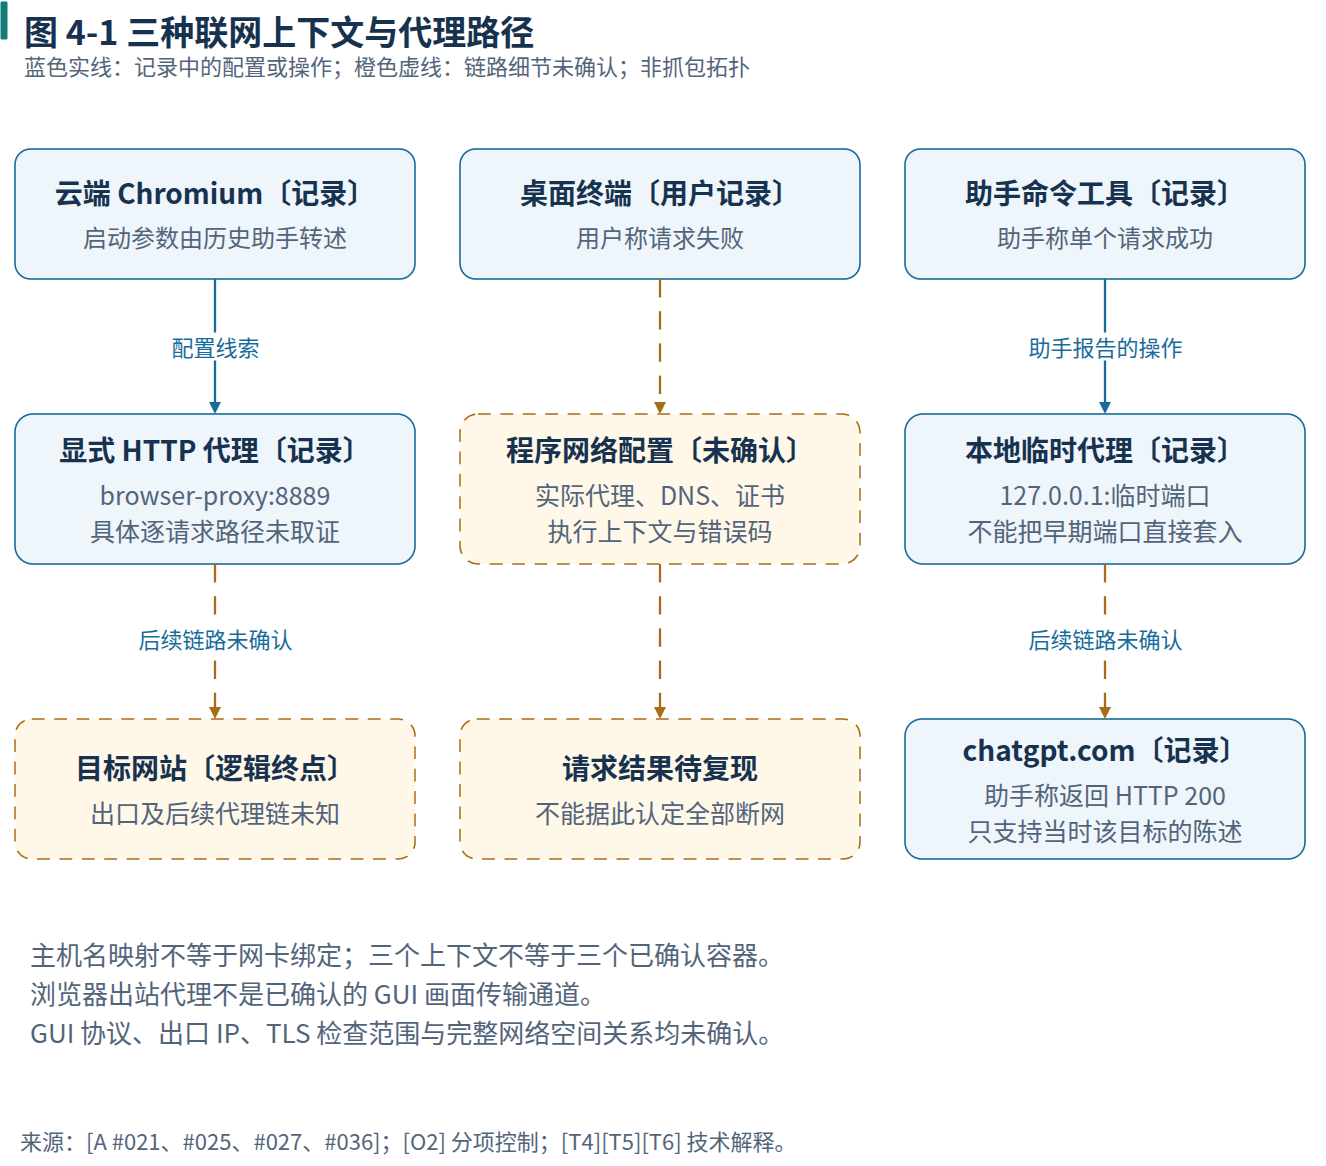 图 4-1 三种联网上下文与代理路径
蓝色实线：记录中的配置或操作；橙色虚线：链路细节未确认；非抓包拓扑
云端 Chromium〔记录〕
启动参数由历史助手转述
桌面终端〔用户记录〕
用户称请求失败
助手命令工具〔记录〕
助手称单个请求成功
配置线索
助手报告的操作
显式 HTTP 代理〔记录〕
browser-proxy:8889
具体逐请求路径未取证
程序网络配置〔未确认〕
实际代理、DNS、证书
执行上下文与错误码
本地临时代理〔记录〕
127.0.0.1:临时端口
不能把早期端口直接套入
后续链路未确认
后续链路未确认
目标网站〔逻辑终点〕
出口及后续代理链未知
请求结果待复现
不能据此认定全部断网
chatgpt.com〔记录〕
助手称返回 HTTP 200
只支持当时该目标的陈述
主机名映射不等于网卡绑定；三个上下文不等于三个已确认容器。
浏览器出站代理不是已确认的 GUI 画面传输通道。
GUI 协议、出口 IP、TLS 检查范围与完整网络空间关系均未确认。
来源：[A #021、#025、#027、#036]；[O2] 分项控制；[T4][T5][T6] 技术解释。